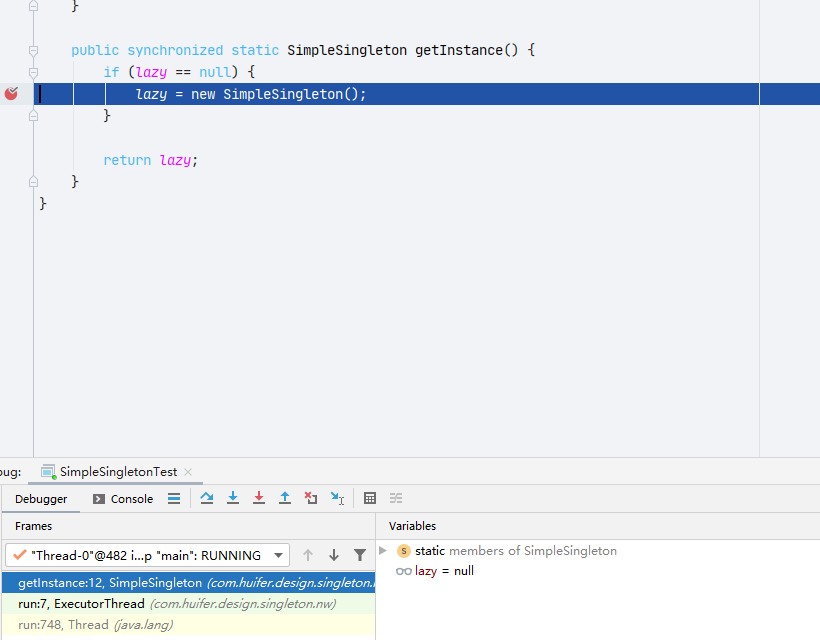 }
public synchronized static SimpleSingleton getInstance() {
if (lazy == null) {
lazy = new SimpleSingleton();
}
return lazy;
}
}
bug: SimpleSingletonTest
Debugger Console
Frames
Variables
"Thread-0"@482 i...p "main": RUNNING
static members of SimpleSingleton
lazy = null
getInstance:12, SimpleSingleton (com.huifer.design.singleton.
run:7, ExecutorThread (com.huifer.design.singleton.nw)
run:748, Thread (java.lang)